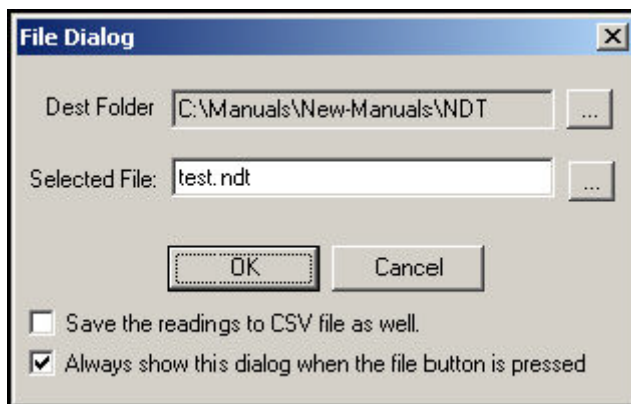 File Dialog
Dest Folder C:\Manuals\New-Manuals\NDT ...
Selected File: test.ndt ...
OK Cancel
Save the readings to CSV file as well.
Always show this dialog when the file button is pressed